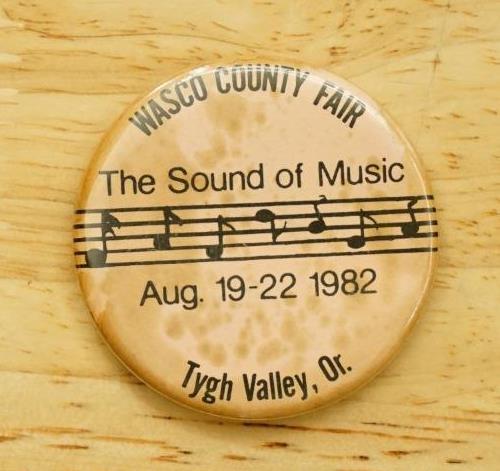 WASCO COUNTY FAIR
The Sound of Music
Aug. 19-22 1982
Tygh Valley, Or.